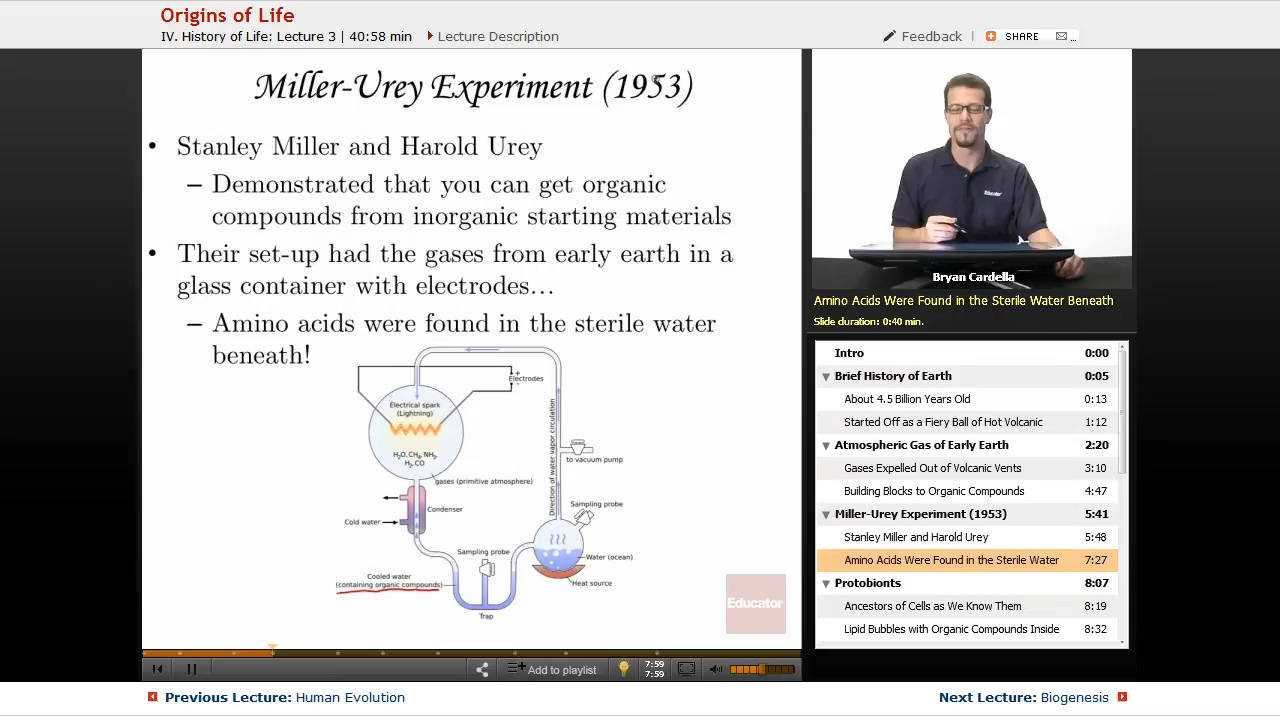 Origins of Life
IV. History of Life: Lecture 3 | 40:58 min
Lecture Description
Feedback
SHARE
...
Miller-Urey Experiment (1953)
• Stanley Miller and Harold Urey
– Demonstrated that you can get organic
compounds from inorganic starting materials
• Their set-up had the gases from early earth in a
glass container with electrodes...
– Amino acids were found in the sterile water
beneath!
+
Electrodes
-
Electrical spark
(Lightning)
H₂O, CH₄, NH₃,
H₂, CO
gases (primitive atmosphere)
Direction of water vapor circulation
to vacuum pump
Condenser
Cold water
Sampling probe
Sampling probe
Water (ocean)
Heat source
Cooled water
(containing organic compounds)
Trap
Educator
Educator
Bryan Cardella
Amino Acids Were Found in the Sterile Water Beneath
Slide duration: 0:40 min.
Intro 0:00
Brief History of Earth 0:05
About 4.5 Billion Years Old 0:13
Started Off as a Fiery Ball of Hot Volcanic 1:12
Atmospheric Gas of Early Earth 2:20
Gases Expelled Out of Volcanic Vents 3:10
Building Blocks to Organic Compounds 4:47
Miller-Urey Experiment (1953) 5:41
Stanley Miller and Harold Urey 5:48
Amino Acids Were Found in the Sterile Water 7:27
Protobionts 8:07
Ancestors of Cells as We Know Them 8:19
Lipid Bubbles with Organic Compounds Inside 8:32
Add to playlist
7:59
7:59
Previous Lecture: Human Evolution
Next Lecture: Biogenesis